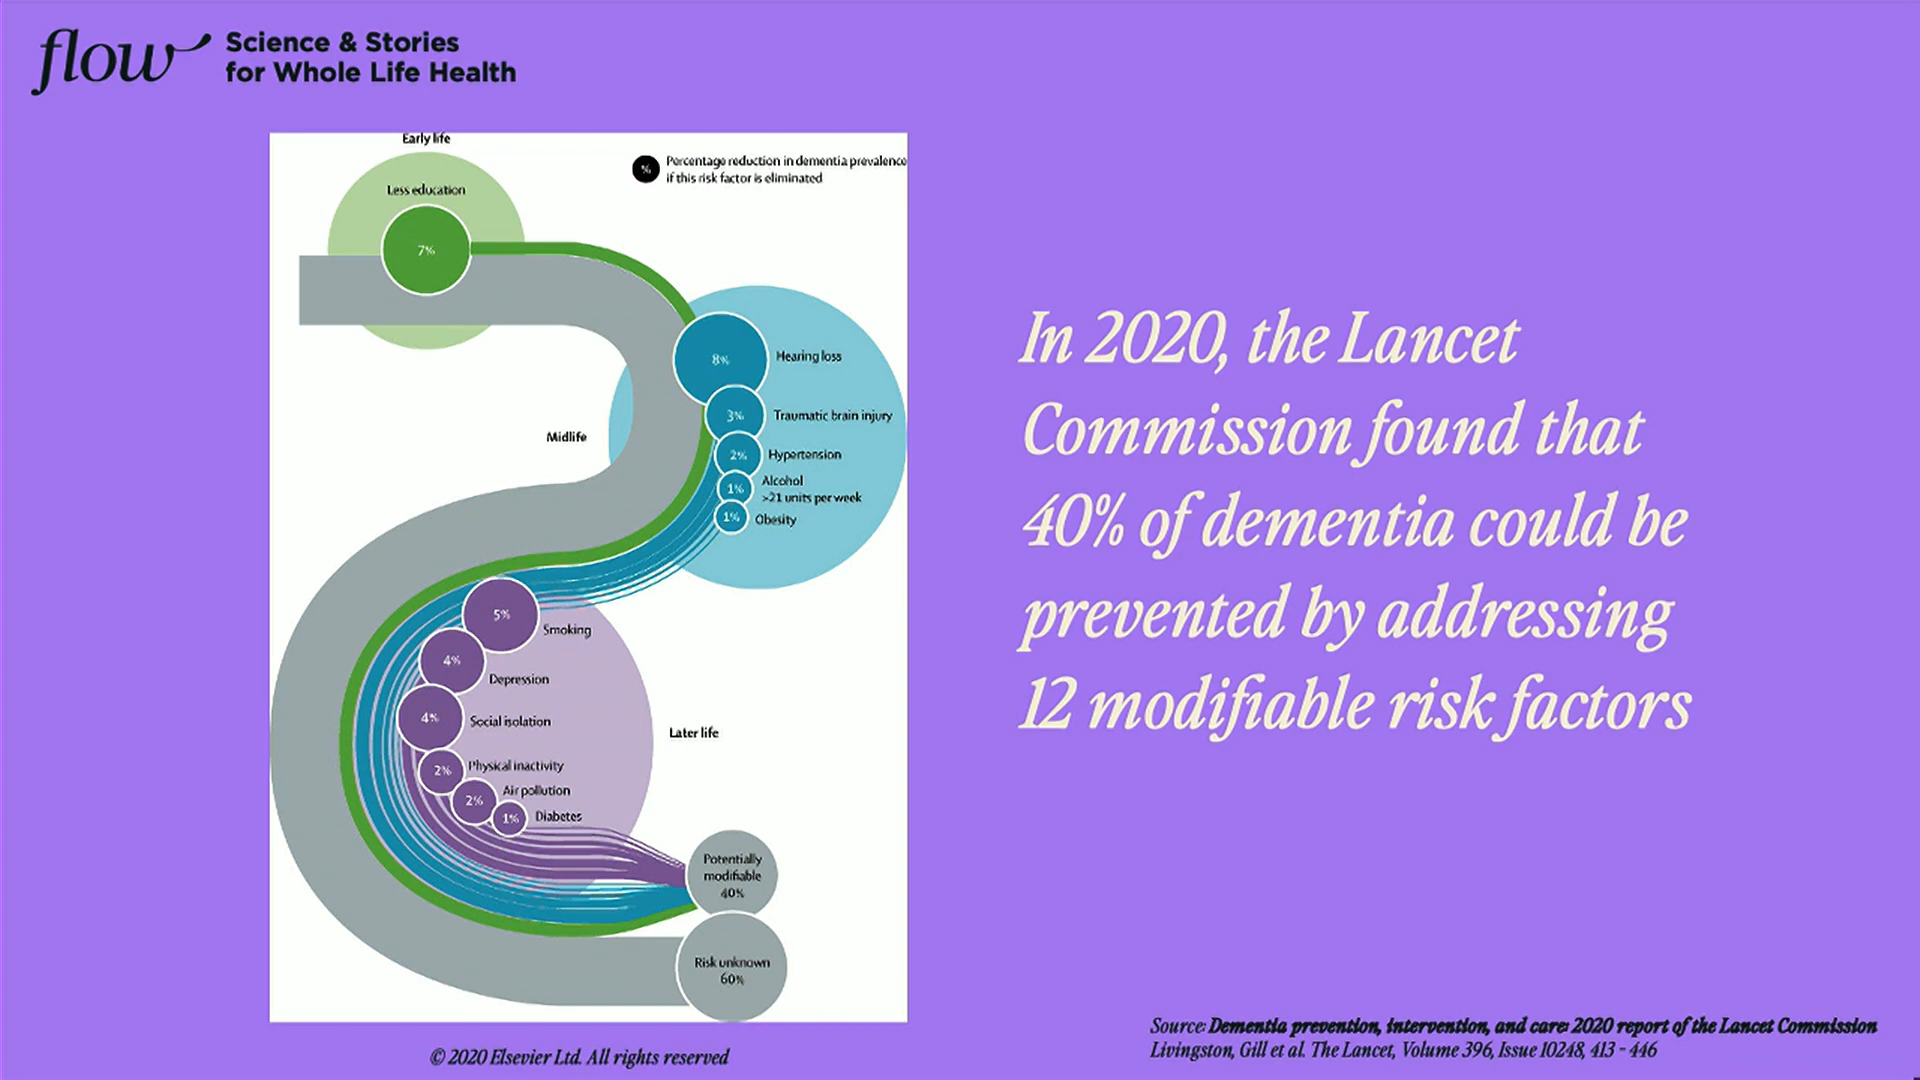 flow Science & Stories
for Whole Life Health
Early life
Less education
7%
% Percentage reduction in dementia prevalence
if this risk factor is eliminated
8% Hearing loss
3% Traumatic brain injury
Midlife
2% Hypertension
1% Alcohol
>21 units per week
1% Obesity
5% Smoking
4% Depression
4% Social isolation
Later life
2% Physical inactivity
2% Air pollution
1% Diabetes
Potentially
modifiable
40%
Risk unknown
60%
In 2020, the Lancet
Commission found that
40% of dementia could be
prevented by addressing
12 modifiable risk factors
© 2020 Elsevier Ltd. All rights reserved
Source: Dementia prevention, intervention, and care: 2020 report of the Lancet Commission
Livingston, Gill et al. The Lancet, Volume 396, Issue 10248, 413 - 446